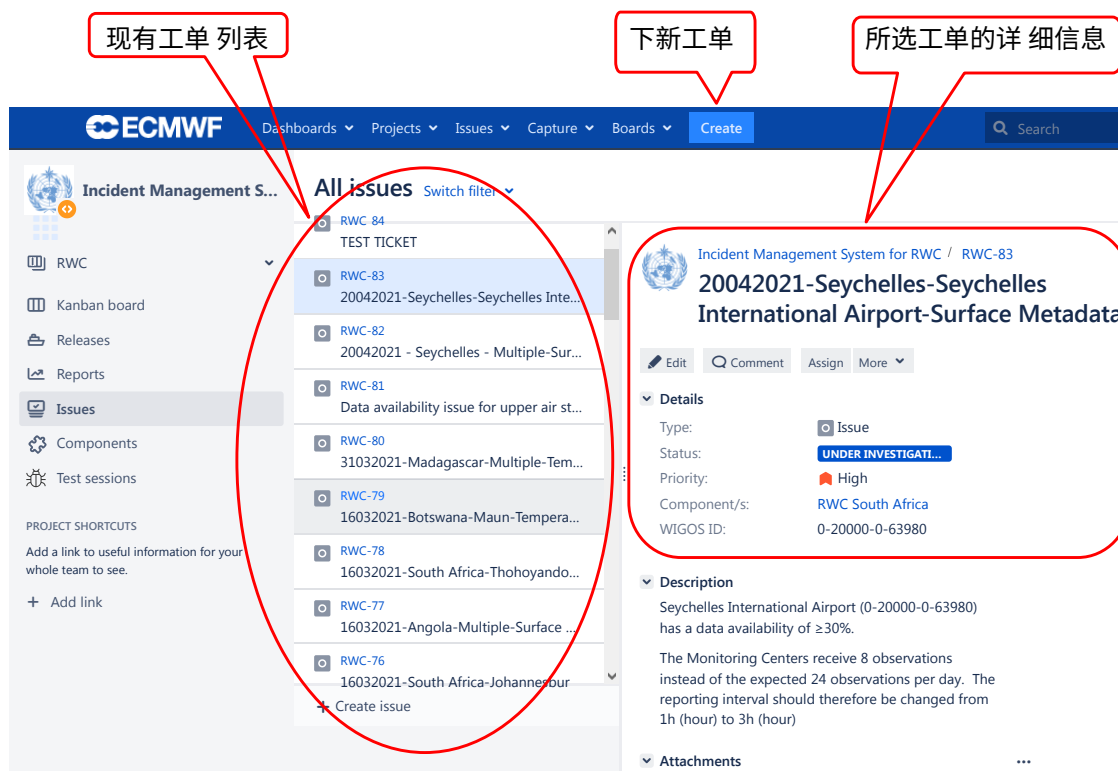 现有工单 列表
下新工单
所选工单的详 细信息
ECMWF
Dashboards
Projects
Issues
Capture
Boards
Create
Search
Incident Management S...
RWC
Kanban board
Releases
Reports
Issues
Components
Test sessions
PROJECT SHORTCUTS
Add a link to useful information for your
whole team to see.
+ Add link
All issues Switch filter
RWC-84
TEST TICKET
RWC-83
20042021-Seychelles-Seychelles Inte...
RWC-82
20042021 - Seychelles - Multiple-Sur...
RWC-81
Data availability issue for upper air st...
RWC-80
31032021-Madagascar-Multiple-Tem...
RWC-79
16032021-Botswana-Maun-Tempera...
RWC-78
16032021-South Africa-Thohoyando...
RWC-77
16032021-Angola-Multiple-Surface ...
RWC-76
16032021-South Africa-Johannesbur
+ Create issue
Incident Management System for RWC / RWC-83
20042021-Seychelles-Seychelles
International Airport-Surface Metadata
Edit
Comment
Assign
More
Details
Type: Issue
Status: UNDER INVESTIGATI...
Priority: High
Component/s: RWC South Africa
WIGOS ID: 0-20000-0-63980
Description
Seychelles International Airport (0-20000-0-63980)
has a data availability of ≥30%.
The Monitoring Centers receive 8 observations
instead of the expected 24 observations per day. The
reporting interval should therefore be changed from
1h (hour) to 3h (hour)
Attachments
...